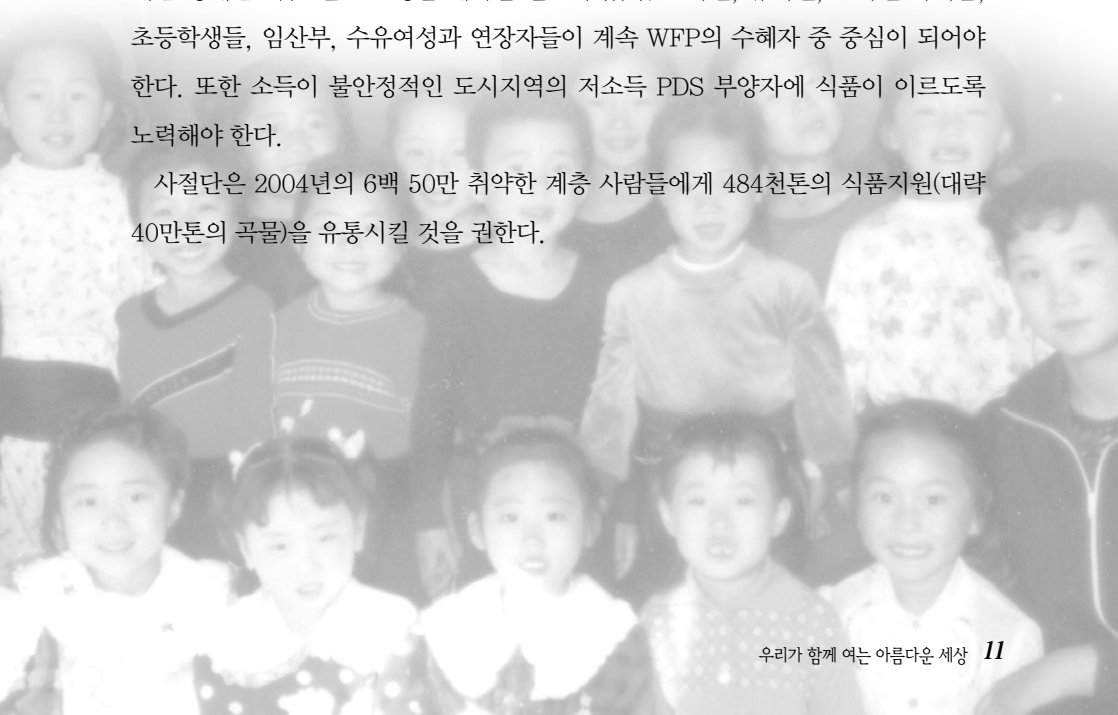 초등학생들, 임산부, 수유여성과 연장자들이 계속 WFP의 수혜자 중 중심이 되어야
한다. 또한 소득이 불안정적인 도시지역의 저소득 PDS 부양자에 식품이 이르도록
노력해야 한다.
사절단은 2004년의 6백 50만 취약한 계층 사람들에게 484천톤의 식품지원(대략
40만톤의 곡물)을 유통시킬 것을 권한다.
우리가 함께 여는 아름다운 세상 11